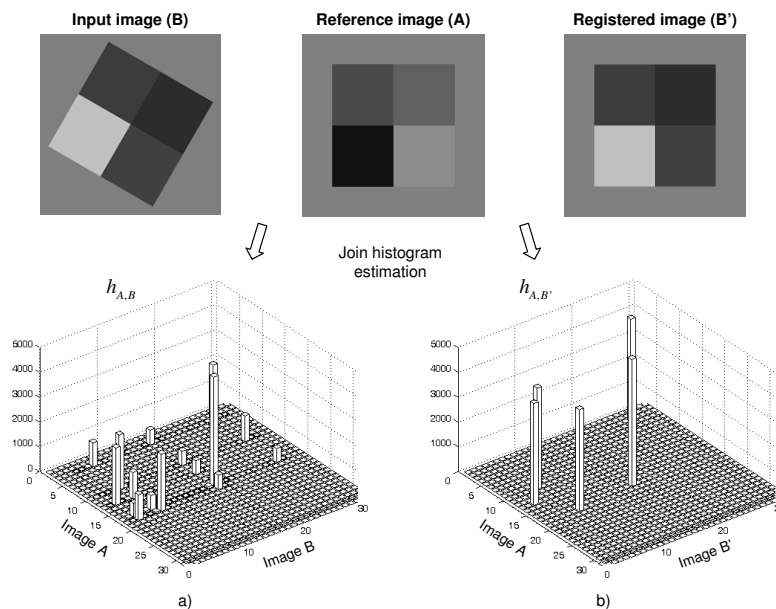 Input image (B)
Reference image (A)
Registered image (B’)
Join histogram
estimation
h A,B
h A,B'
5000
4000
3000
2000
1000
0
0
5
10
15
20
25
30
0
10
20
30
Image A
Image B
5000
4000
3000
2000
1000
0
0
5
10
15
20
25
30
0
10
20
30
Image A
Image B’
a)
b)